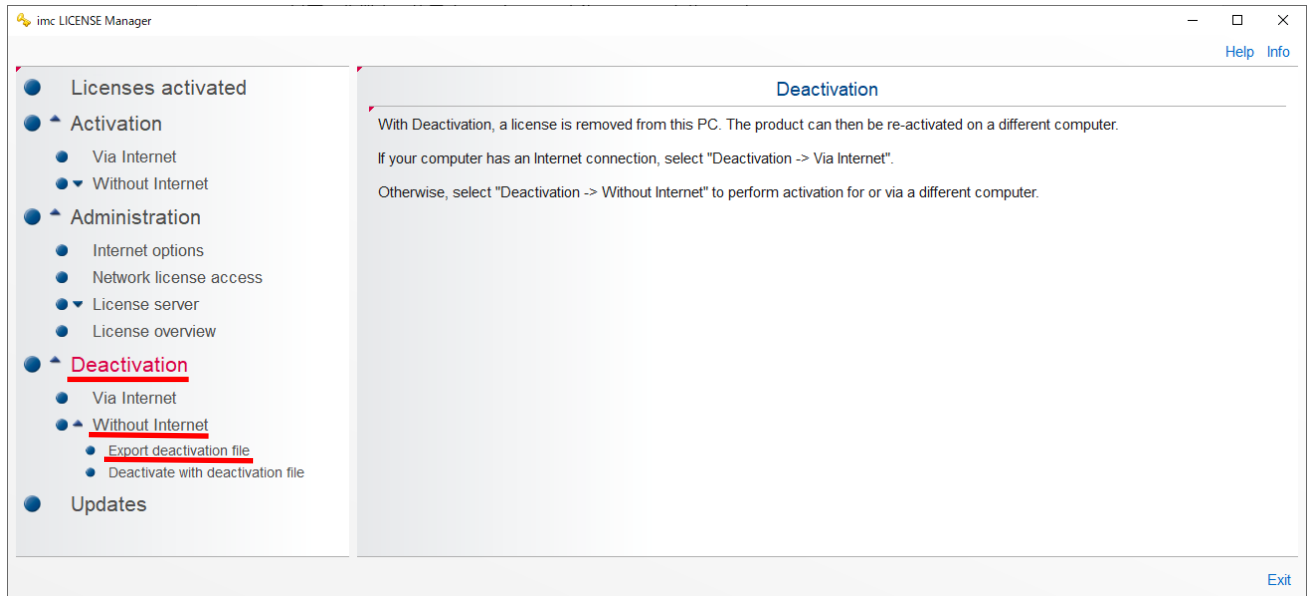 imc LICENSE Manager
Help Info
Licenses activated
Activation
Via Internet
Without Internet
Administration
Internet options
Network license access
License server
License overview
Deactivation
Via Internet
Without Internet
Export deactivation file
Deactivate with deactivation file
Updates
Deactivation
With Deactivation, a license is removed from this PC. The product can then be re-activated on a different computer.
If your computer has an Internet connection, select "Deactivation -> Via Internet".
Otherwise, select "Deactivation -> Without Internet" to perform activation for or via a different computer.
Exit